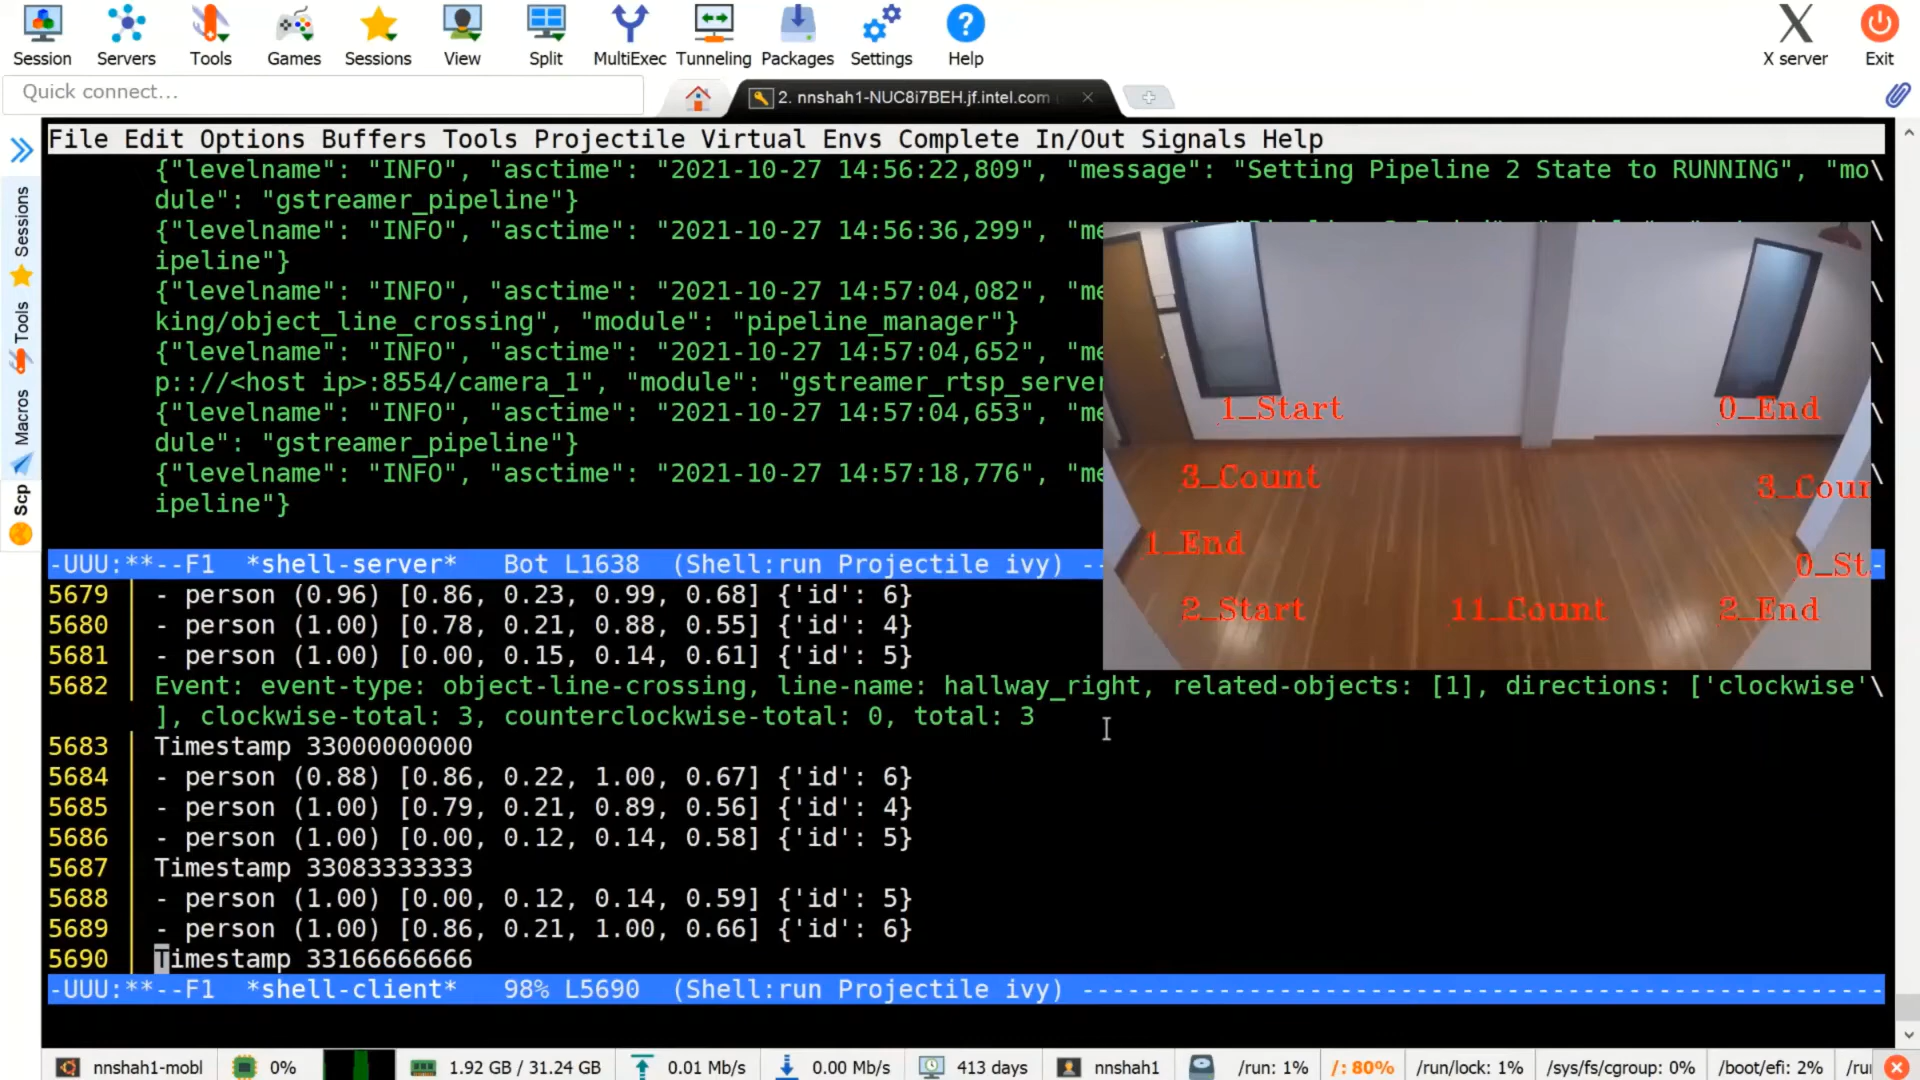 Session Servers Tools Games Sessions View Split MultiExec Tunneling Packages Settings Help X server Exit
Quick connect...
2. nnshah1-NUC8i7BEH.jf.intel.com
File Edit Options Buffers Tools Projectile Virtual Envs Complete In/Out Signals Help
{"levelname": "INFO", "asctime": "2021-10-27 14:56:22,809", "message": "Setting Pipeline 2 State to RUNNING", "mo\
dule": "gstreamer_pipeline"}
{"levelname": "INFO", "asctime": "2021-10-27 14:56:36,299", "me
ipeline"}
{"levelname": "INFO", "asctime": "2021-10-27 14:57:04,082", "me
king/object_line_crossing", "module": "pipeline_manager"}
{"levelname": "INFO", "asctime": "2021-10-27 14:57:04,652", "me
p:://<host ip>:8554/camera_1", "module": "gstreamer_rtsp_server
{"levelname": "INFO", "asctime": "2021-10-27 14:57:04,653", "me
dule": "gstreamer_pipeline"}
{"levelname": "INFO", "asctime": "2021-10-27 14:57:18,776", "me
ipeline"}
1_Start
0_End
3_Count
3_Coun
1_End
0_St
2_Start
11_Count
2_End
-UUU:**--F1 *shell-server* Bot L1638 (Shell:run Projectile ivy) --
5679 - person (0.96) [0.86, 0.23, 0.99, 0.68] {'id': 6}
5680 - person (1.00) [0.78, 0.21, 0.88, 0.55] {'id': 4}
5681 - person (1.00) [0.00, 0.15, 0.14, 0.61] {'id': 5}
5682 Event: event-type: object-line-crossing, line-name: hallway_right, related-objects: [1], directions: ['clockwise'\
], clockwise-total: 3, counterclockwise-total: 0, total: 3
5683 Timestamp 33000000000
5684 - person (0.88) [0.86, 0.22, 1.00, 0.67] {'id': 6}
5685 - person (1.00) [0.79, 0.21, 0.89, 0.56] {'id': 4}
5686 - person (1.00) [0.00, 0.12, 0.14, 0.58] {'id': 5}
5687 Timestamp 33083333333
5688 - person (1.00) [0.00, 0.12, 0.14, 0.59] {'id': 5}
5689 - person (1.00) [0.86, 0.21, 1.00, 0.66] {'id': 6}
5690 Timestamp 33166666666
-UUU:**--F1 *shell-client* 98% L5690 (Shell:run Projectile ivy) ------------------------------------------------------
Sessions
Tools
Macros
Scp
nnshah1-mobl 0% 1.92 GB / 31.24 GB 0.01 Mb/s 0.00 Mb/s 413 days nnshah1 /run: 1% /: 80% /run/lock: 1% /sys/fs/cgroup: 0% /boot/efi: 2% /ru